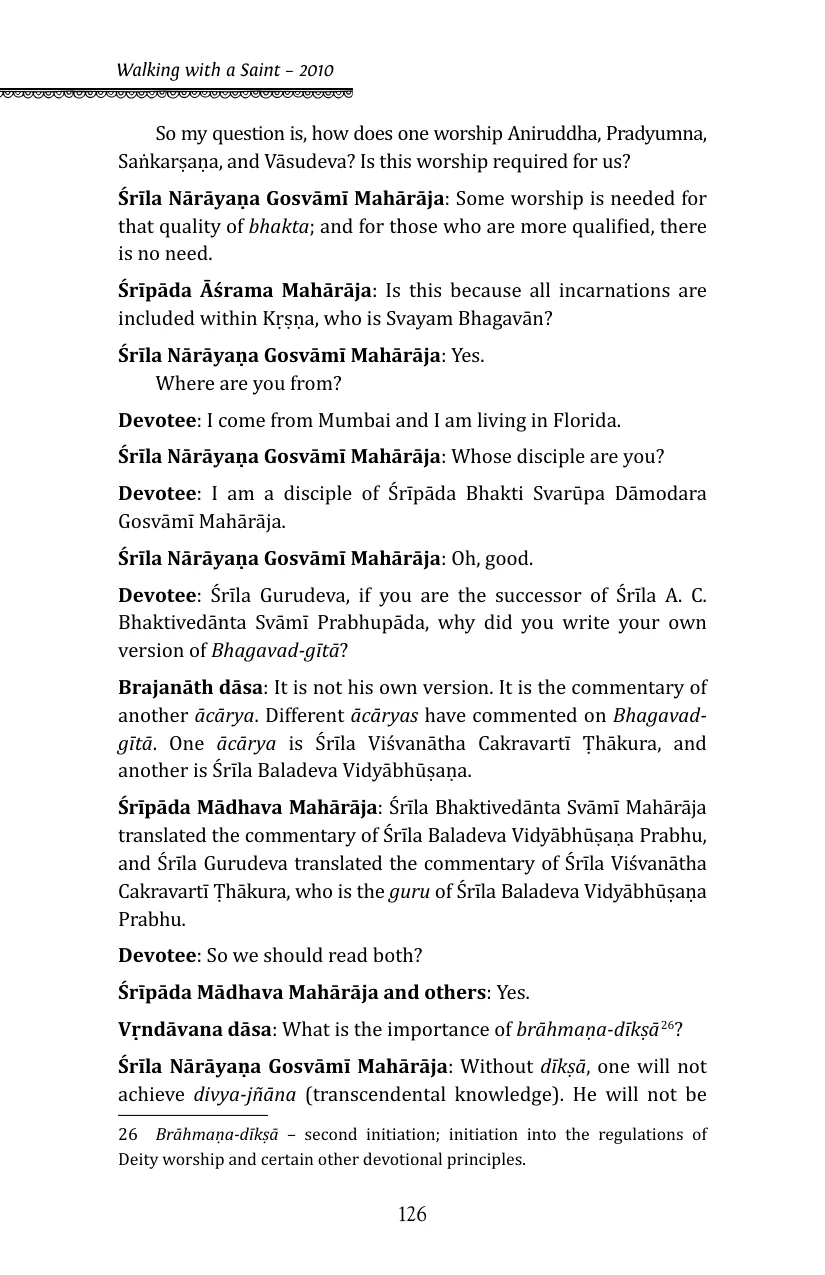 Walking with a Saint – 2010
So my question is, how does one worship Aniruddha, Pradyumna,
Saṅkarṣaṇa, and Vāsudeva? Is this worship required for us?
Śrīla Nārāyaṇa Gosvāmī Mahārāja: Some worship is needed for
that quality of bhakta; and for those who are more qualified, there
is no need.
Śrīpāda Āśrama Mahārāja: Is this because all incarnations are
included within Kṛṣṇa, who is Svayam Bhagavān?
Śrīla Nārāyaṇa Gosvāmī Mahārāja: Yes.
Where are you from?
Devotee: I come from Mumbai and I am living in Florida.
Śrīla Nārāyaṇa Gosvāmī Mahārāja: Whose disciple are you?
Devotee: I am a disciple of Śrīpāda Bhakti Svarūpa Dāmodara
Gosvāmī Mahārāja.
Śrīla Nārāyaṇa Gosvāmī Mahārāja: Oh, good.
Devotee: Śrīla Gurudeva, if you are the successor of Śrīla A. C.
Bhaktivedānta Svāmī Prabhupāda, why did you write your own
version of Bhagavad-gītā?
Brajanāth dāsa: It is not his own version. It is the commentary of
another ācārya. Different ācāryas have commented on Bhagavad-
gītā. One ācārya is Śrīla Viśvanātha Cakravartī Ṭhākura, and
another is Śrīla Baladeva Vidyābhūṣaṇa.
Śrīpāda Mādhava Mahārāja: Śrīla Bhaktivedānta Svāmī Mahārāja
translated the commentary of Śrīla Baladeva Vidyābhūṣaṇa Prabhu,
and Śrīla Gurudeva translated the commentary of Śrīla Viśvanātha
Cakravartī Ṭhākura, who is the guru of Śrīla Baladeva Vidyābhūṣaṇa
Prabhu.
Devotee: So we should read both?
Śrīpāda Mādhava Mahārāja and others: Yes.
Vṛndāvana dāsa: What is the importance of brāhmaṇa-dīkṣā26?
Śrīla Nārāyaṇa Gosvāmī Mahārāja: Without dīkṣā, one will not
achieve divya-jñāna (transcendental knowledge). He will not be
26 Brāhmaṇa-dīkṣā – second initiation; initiation into the regulations of
Deity worship and certain other devotional principles.
126